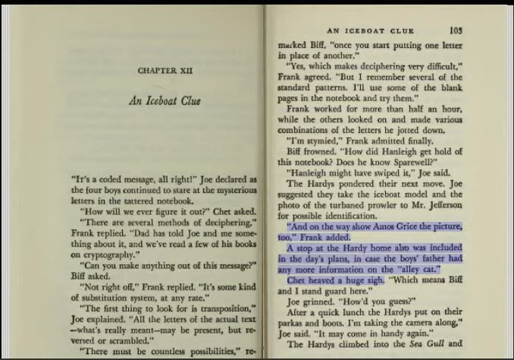 CHAPTER XII
An Iceboat Clue
"It's a coded message, all right!" Joe declared as
the four boys continued to stare at the mysterious
letters in the tattered notebook.
"How will we ever figure it out?" Chet asked.
"There are several methods of deciphering,"
Frank replied. "Dad has told Joe and me some-
thing about it, and we've read a few of his books
on cryptography."
"Can you make anything out of this message?"
Biff asked.
"Not right off," Frank replied. "It's some kind
of substitution system, at any rate."
"The first thing to look for is transposition,"
Joe explained. "All the letters of the actual text
—what's really meant—may be present, but re-
versed or scrambled."
"There must be countless possibilities," re-
AN ICEBOAT CLUE 103
marked Biff, "once you start putting one letter
in place of another."
"Yes, which makes deciphering very difficult,"
Frank agreed. "But I remember several of the
standard patterns. I'll use some of the blank
pages in the notebook and try them."
Frank worked for more than half an hour,
while the others looked on and made various
combinations of the letters he jotted down.
"I'm stymied," Frank admitted finally.
Biff frowned. "How did Hanleigh get hold of
this notebook? Does he know Sparewell?"
"Hanleigh might have swiped it," Joe said.
The Hardys pondered their next move. Joe
suggested they take the iceboat model and the
photo of the turbaned prowler to Mr. Jefferson
for possible identification.
"And on the way show Amos Grice the picture,
too," Frank added.
A stop at the Hardy home also was included
in the day's plans, in case the boys' father had
any more information on the "alley cat."
Chet heaved a huge sigh. "Which means Biff
and I stand guard here."
Joe grinned. "How'd you guess?"
After a quick lunch the Hardys put on their
parkas and boots. I'm taking the camera along,"
Joe said. "It may come in handy again."
The Hardys climbed into the Sea Gull and